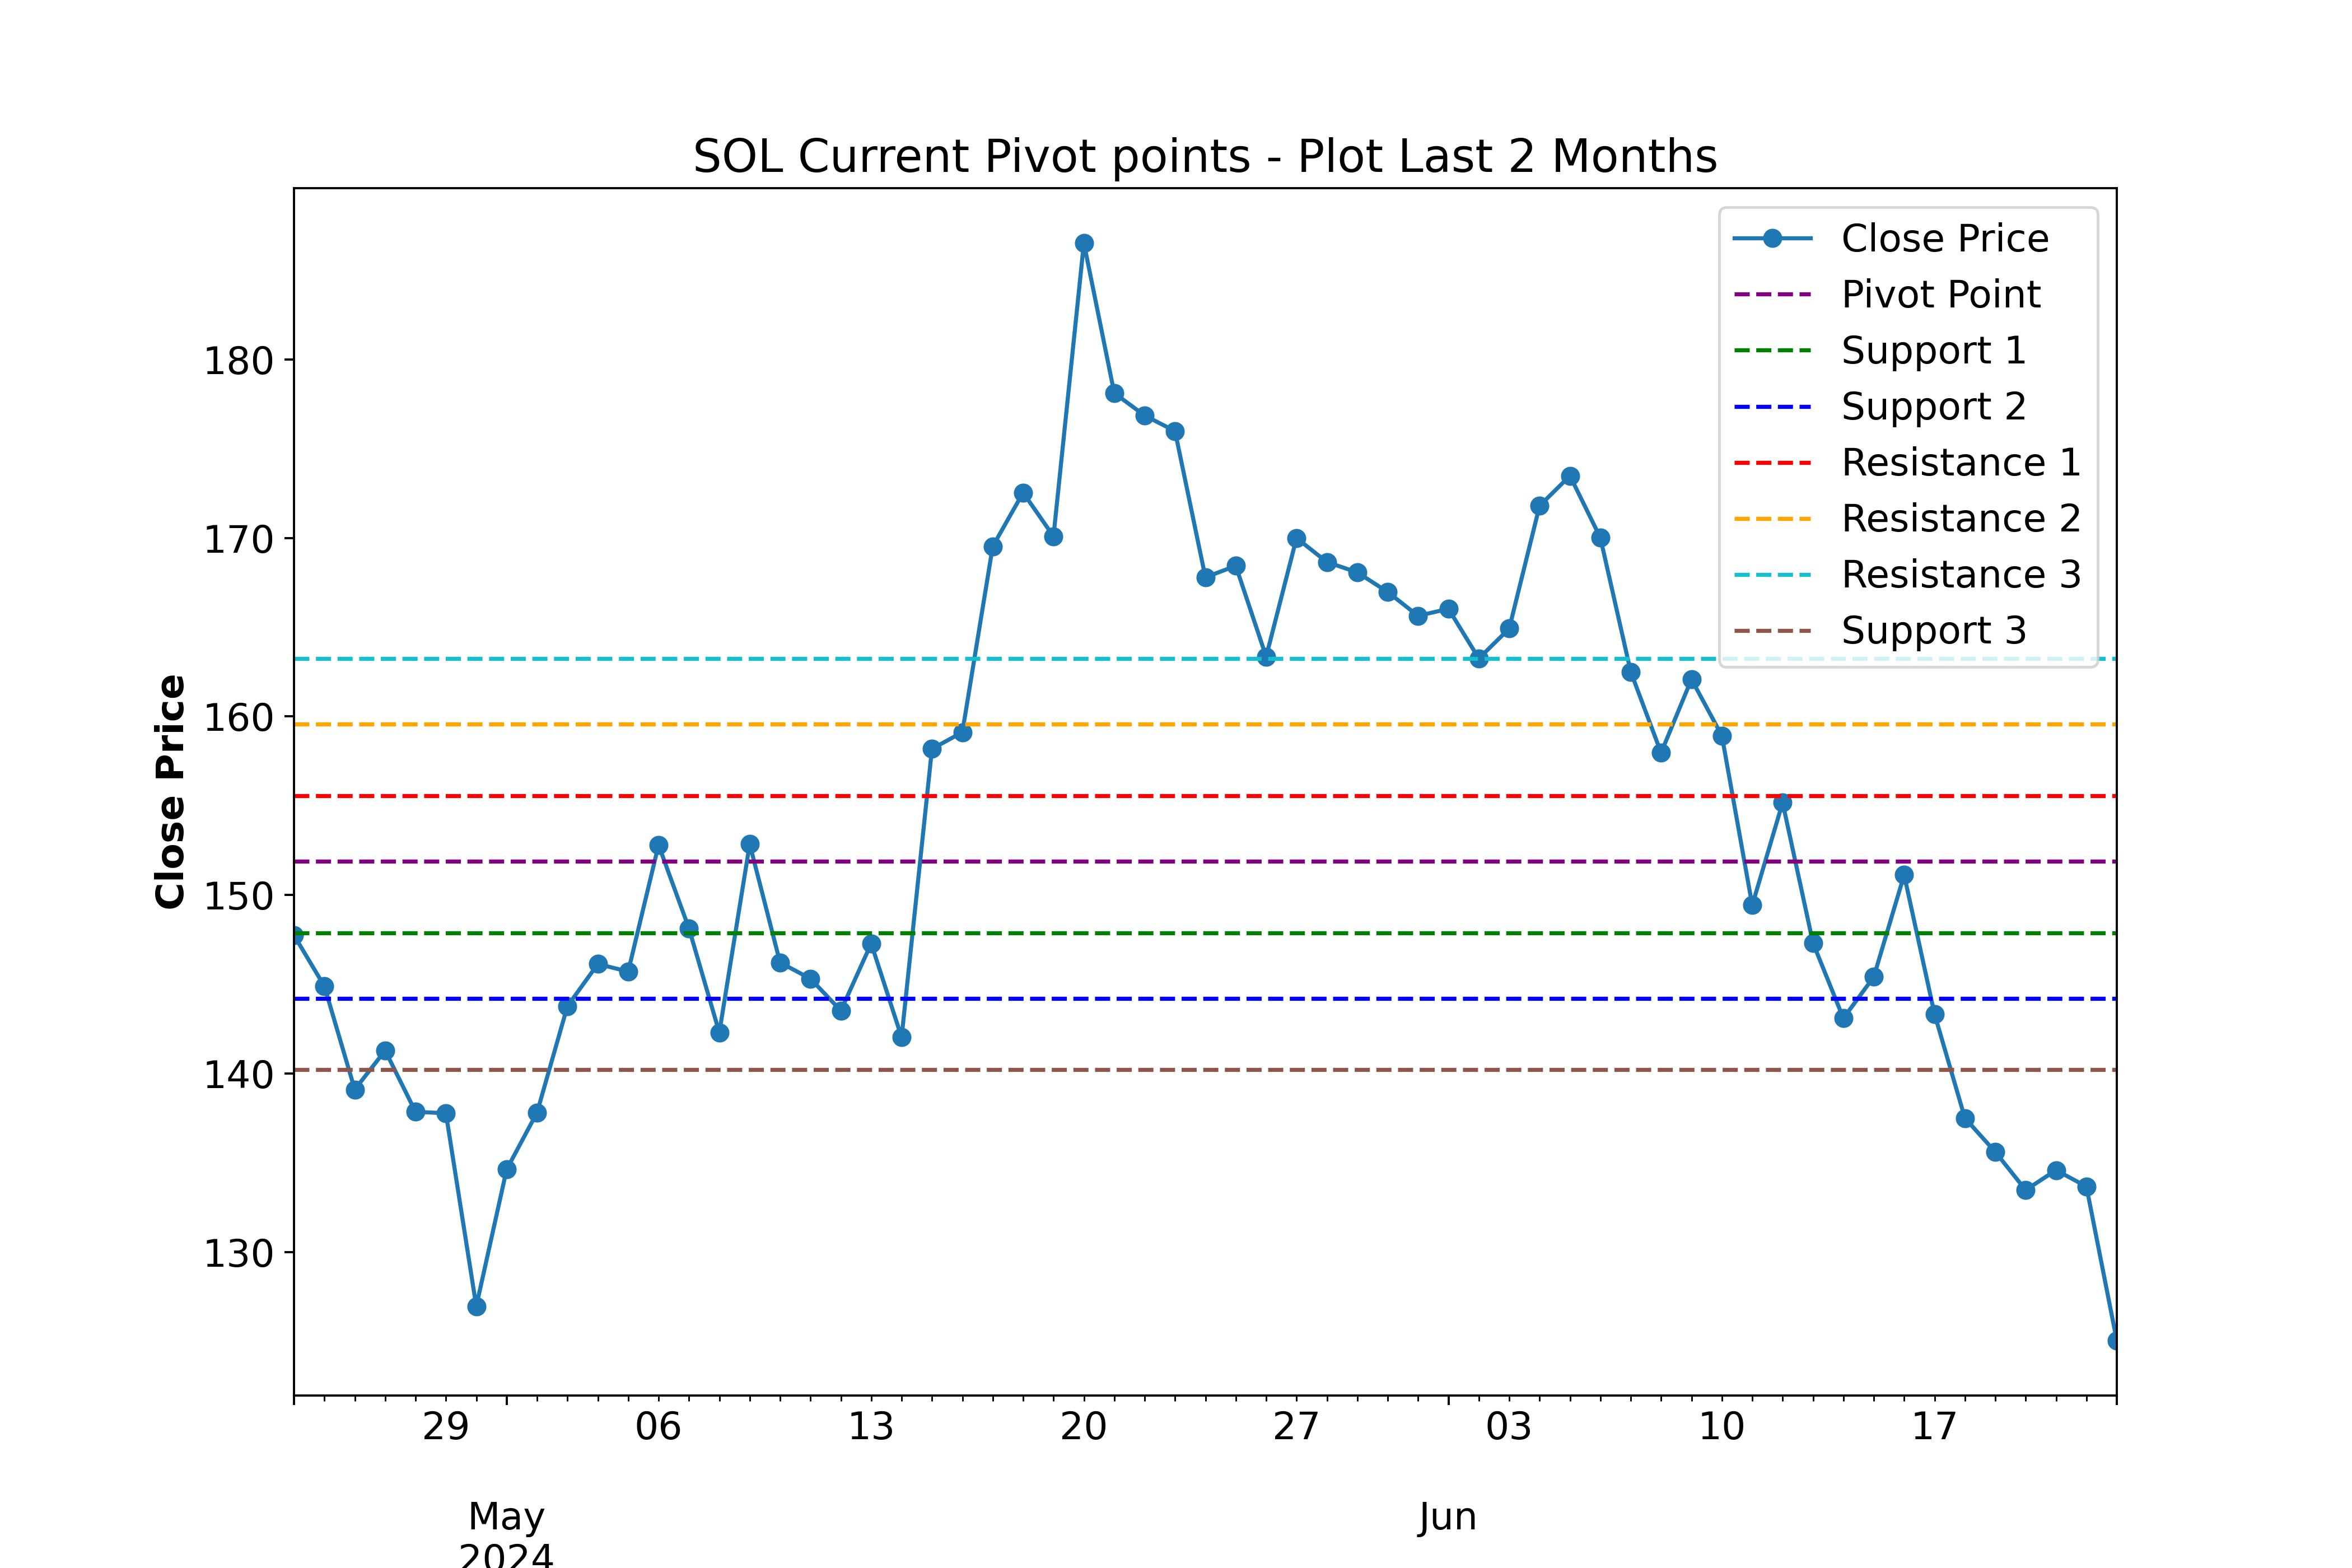 SOL Current Pivot points - Plot Last 2 Months
Close Price
Pivot Point
Support 1
Support 2
Resistance 1
Resistance 2
Resistance 3
Support 3
180
170
160
150
140
130
Close Price
29 06 13 20 27 03 10 17
May Jun
2024